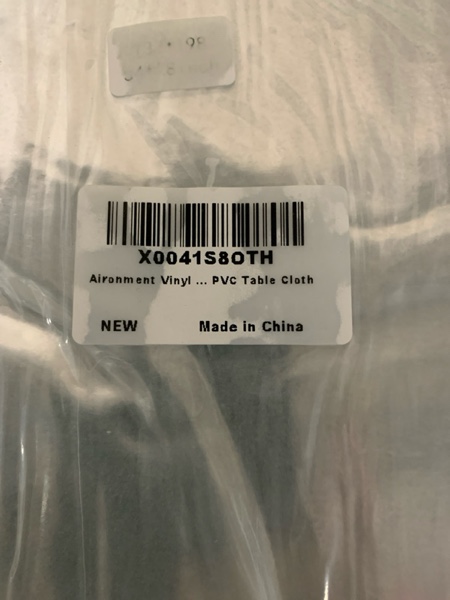 X0041S8OTH
Aironment Vinyl ... PVC Table Cloth
NEW Made in China